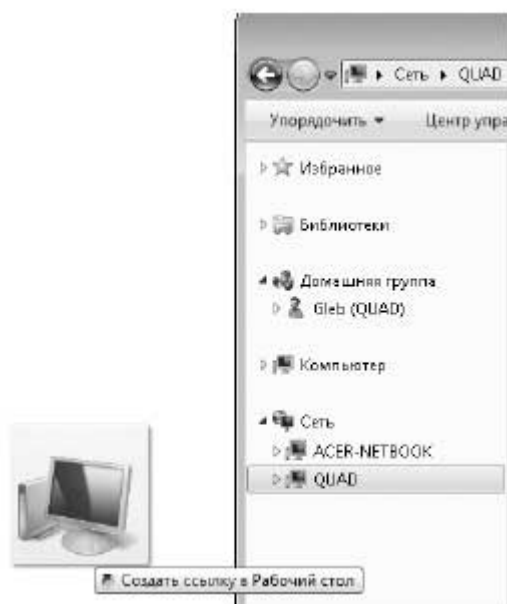 Сеть QUAD
Упорядочить Центр упра
Избранное
Библиотеки
Домашняя группа
Gleb (QUAD)
Компьютер
Сеть
ACER-NETBOOK
QUAD
Создать ссылку в Рабочий стол